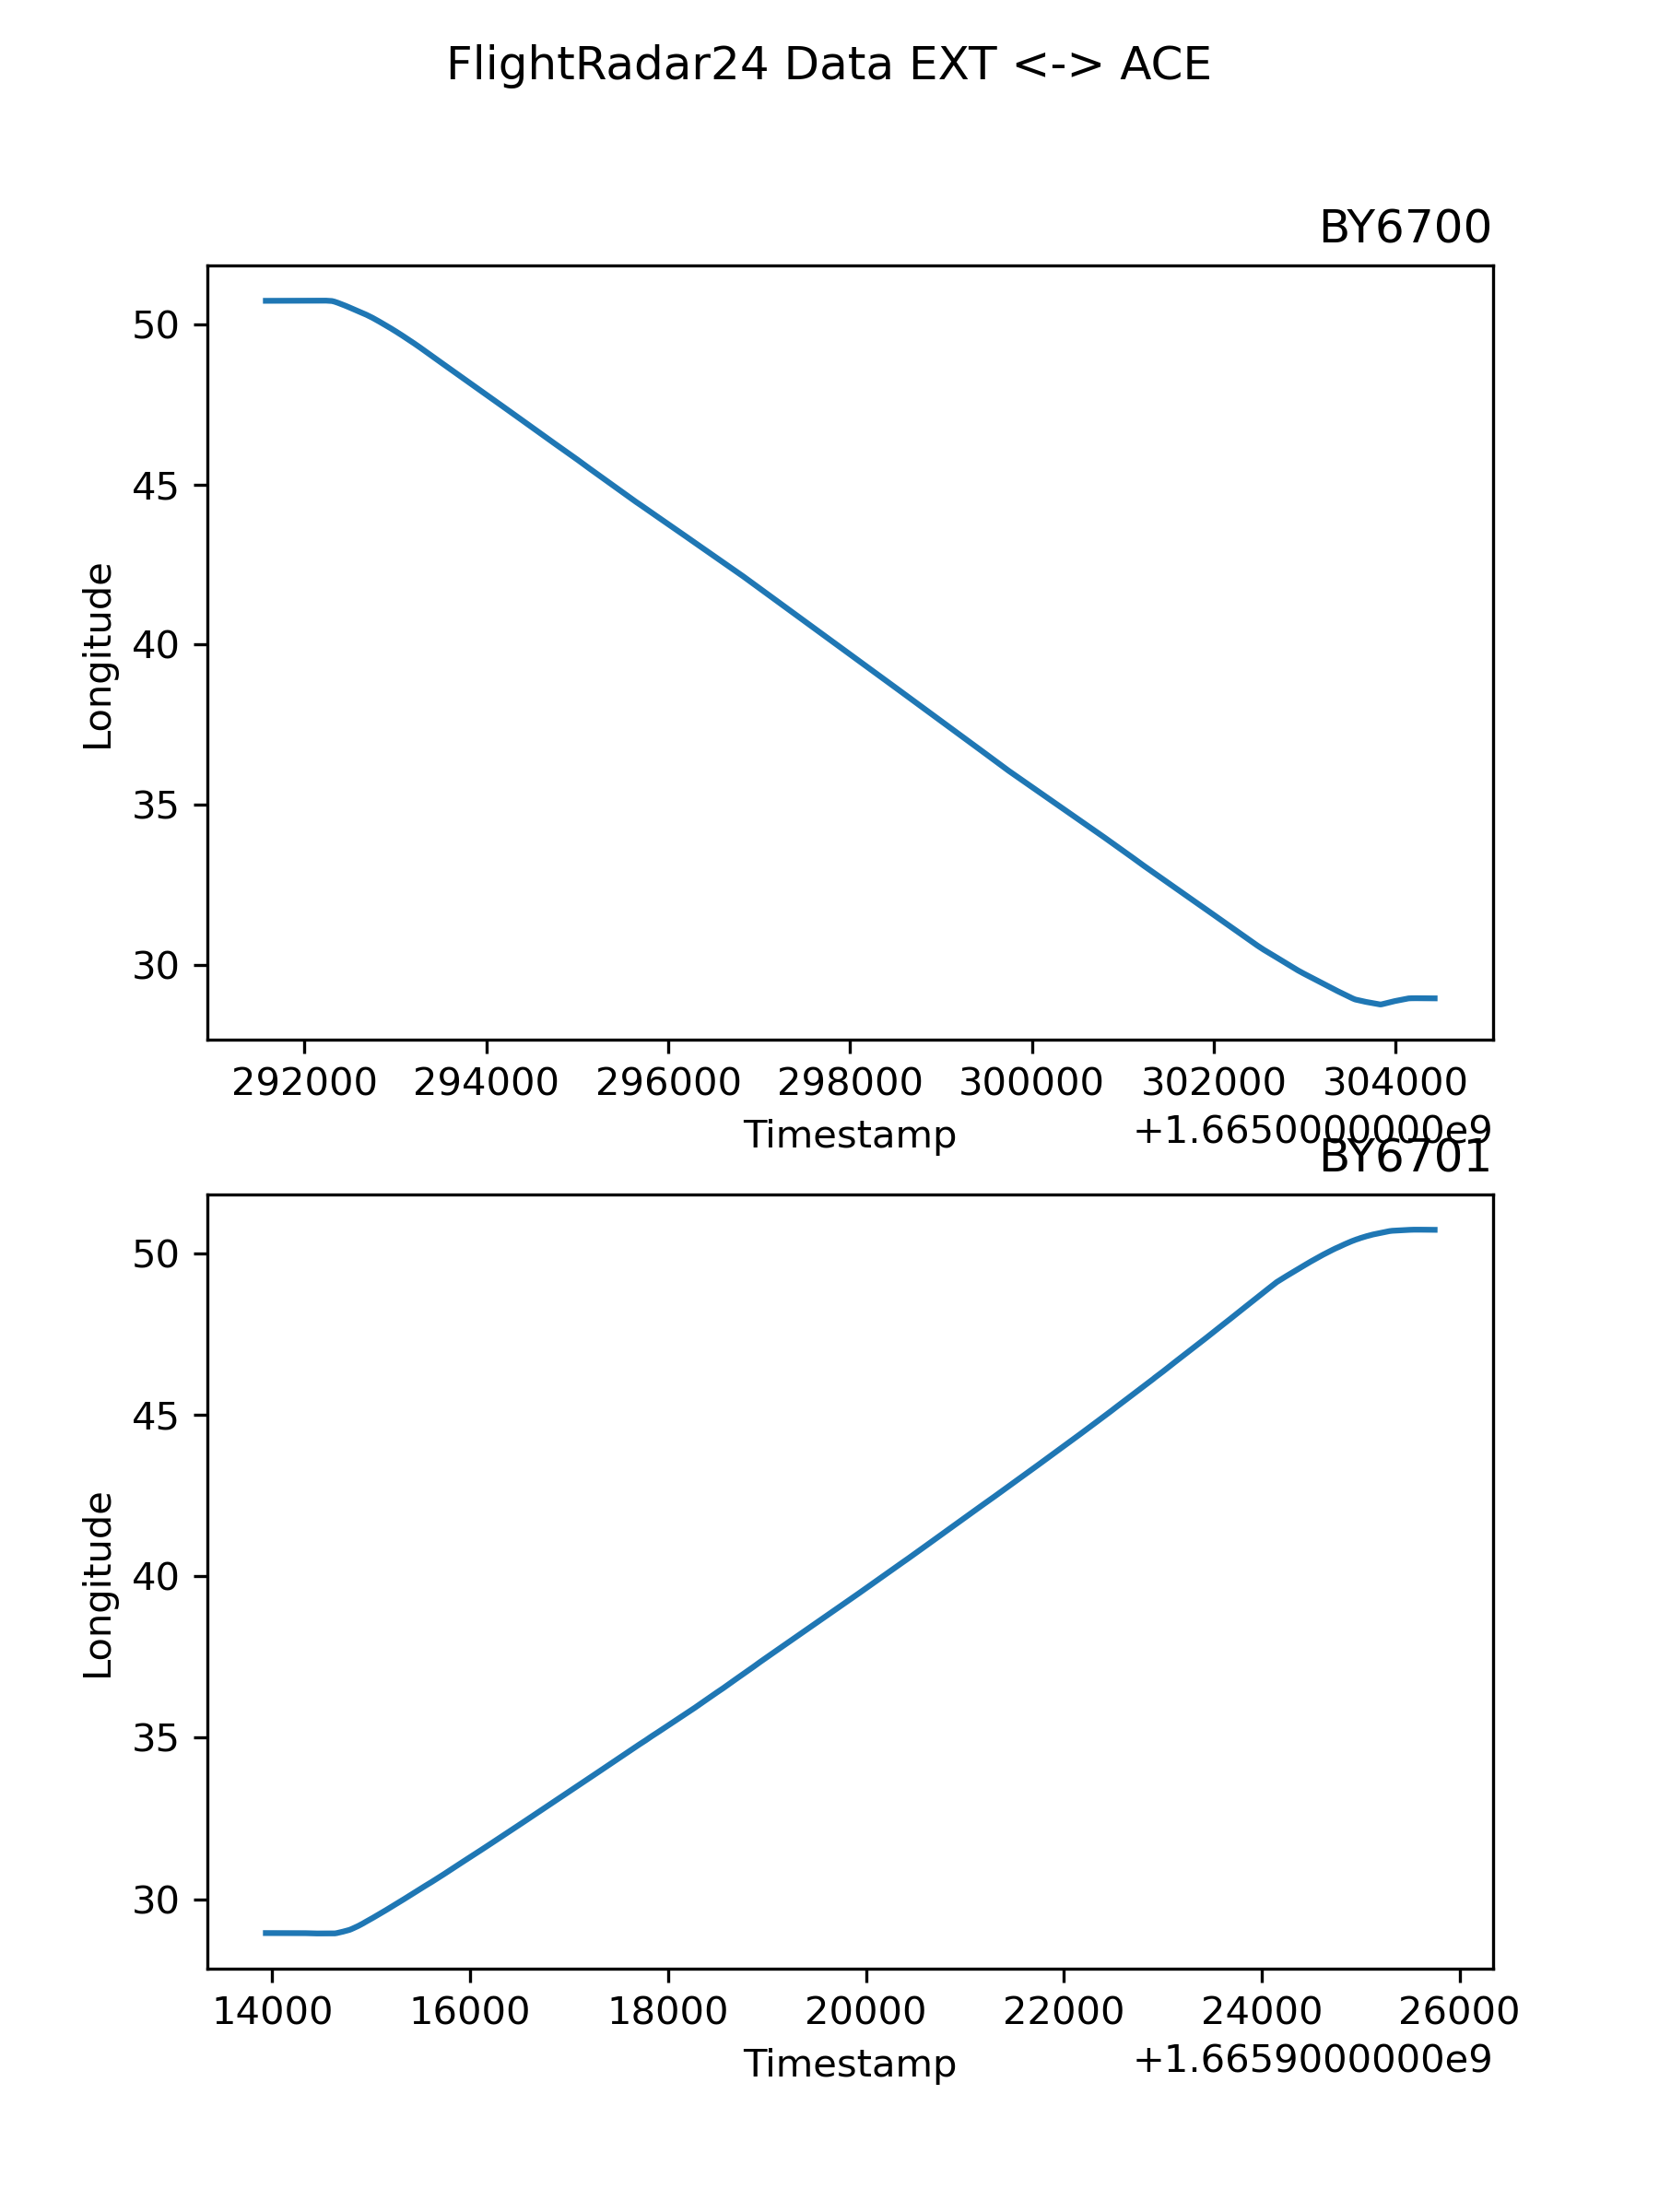 FlightRadar24 Data EXT <-> ACE
BY6700
50
45
40
35
30
Longitude
292000 294000 296000 298000 300000 302000 304000
Timestamp
+1.6650000000e9
BY6701
50
45
40
35
30
Longitude
14000 16000 18000 20000 22000 24000 26000
Timestamp
+1.6659000000e9